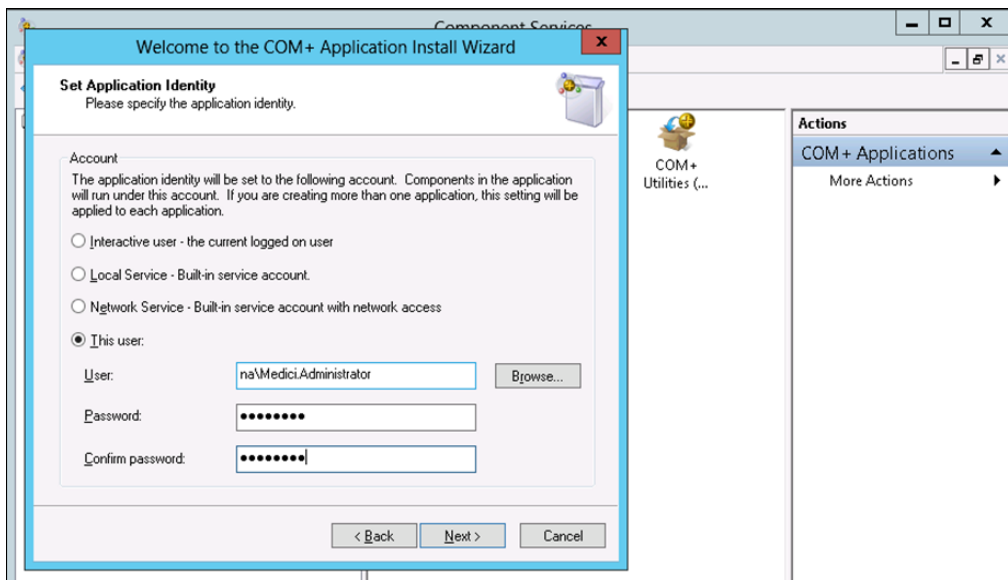 Component Services
Welcome to the COM+ Application Install Wizard
x
Set Application Identity
Please specify the application identity.
Account
The application identity will be set to the following account. Components in the application
will run under this account. If you are creating more than one application, this setting will be
applied to each application.
Interactive user - the current logged on user
Local Service - Built-in service account.
Network Service - Built-in service account with network access
This user:
User:
na\Medici.Administrator
Browse...
Password:
●●●●●●●●
Confirm password:
●●●●●●●●
< Back
Next >
Cancel
COM+
Utilities (...
Actions
COM+ Applications
More Actions